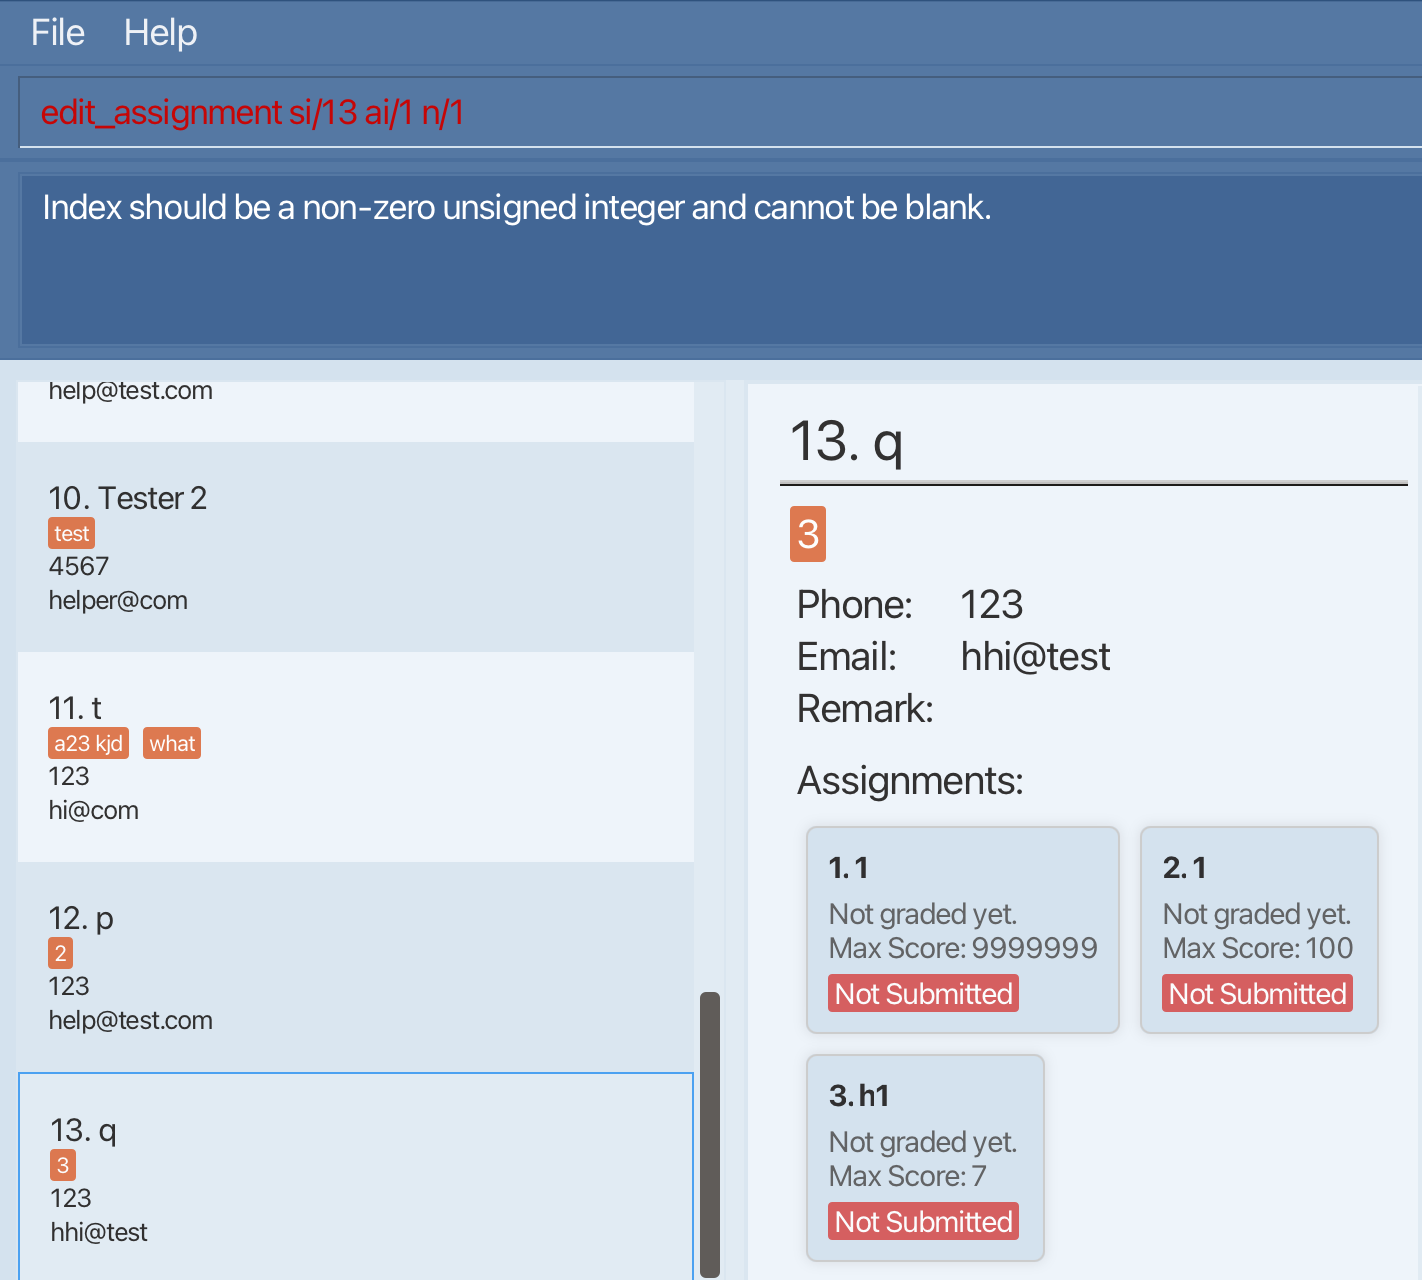 File Help
edit_assignment si/13 ai/1 n/1
Index should be a non-zero unsigned integer and cannot be blank.
help@test.com
10. Tester 2
test
4567
helper@com
11. t
a23 kjd what
123
hi@com
12. p
2
123
help@test.com
13. q
3
123
hhi@test
13. q
3
Phone: 123
Email: hhi@test
Remark:
Assignments:
1. 1
Not graded yet.
Max Score: 9999999
Not Submitted
2. 1
Not graded yet.
Max Score: 100
Not Submitted
3. h1
Not graded yet.
Max Score: 7
Not Submitted